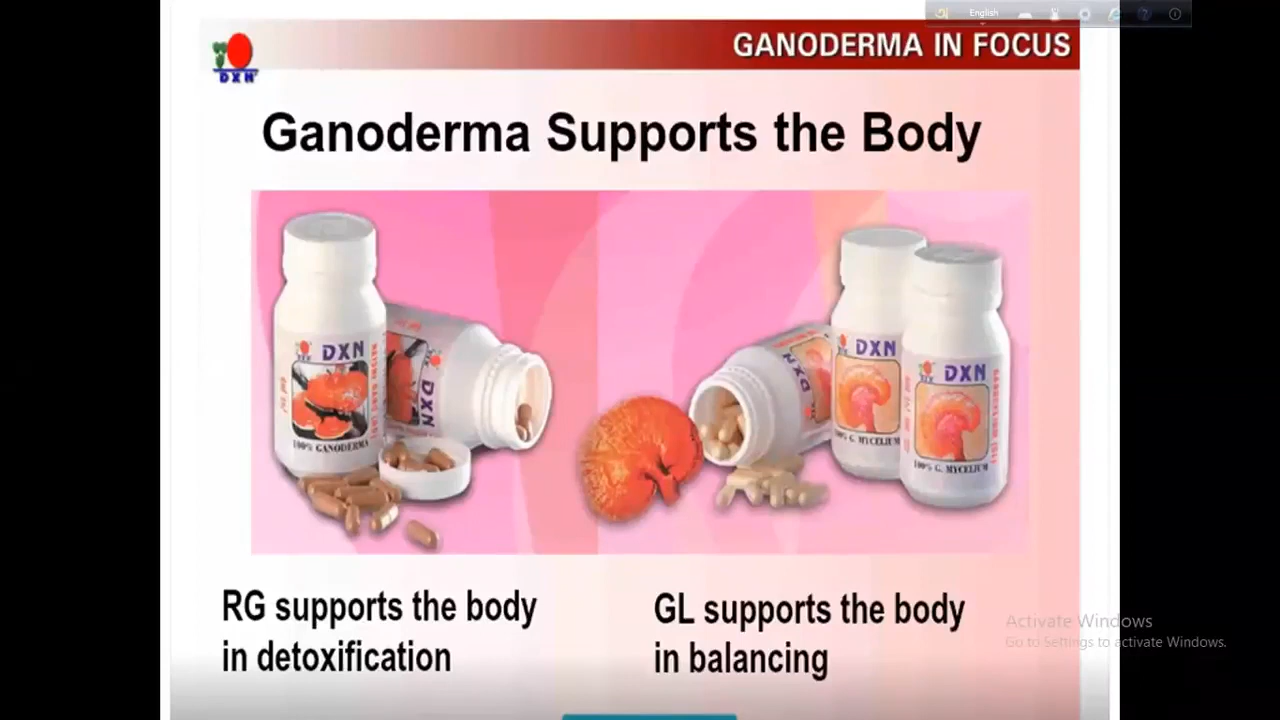 English
GANODERMA IN FOCUS
DXN
Ganoderma Supports the Body
DXN
100% GANODERMA
DXN
DXN
DXN
100% G. MYCELIUM
DXN
100% G. MYCELIUM
RG supports the body
in detoxification
GL supports the body
in balancing
Activate Windows
Go to Settings to activate Windows.